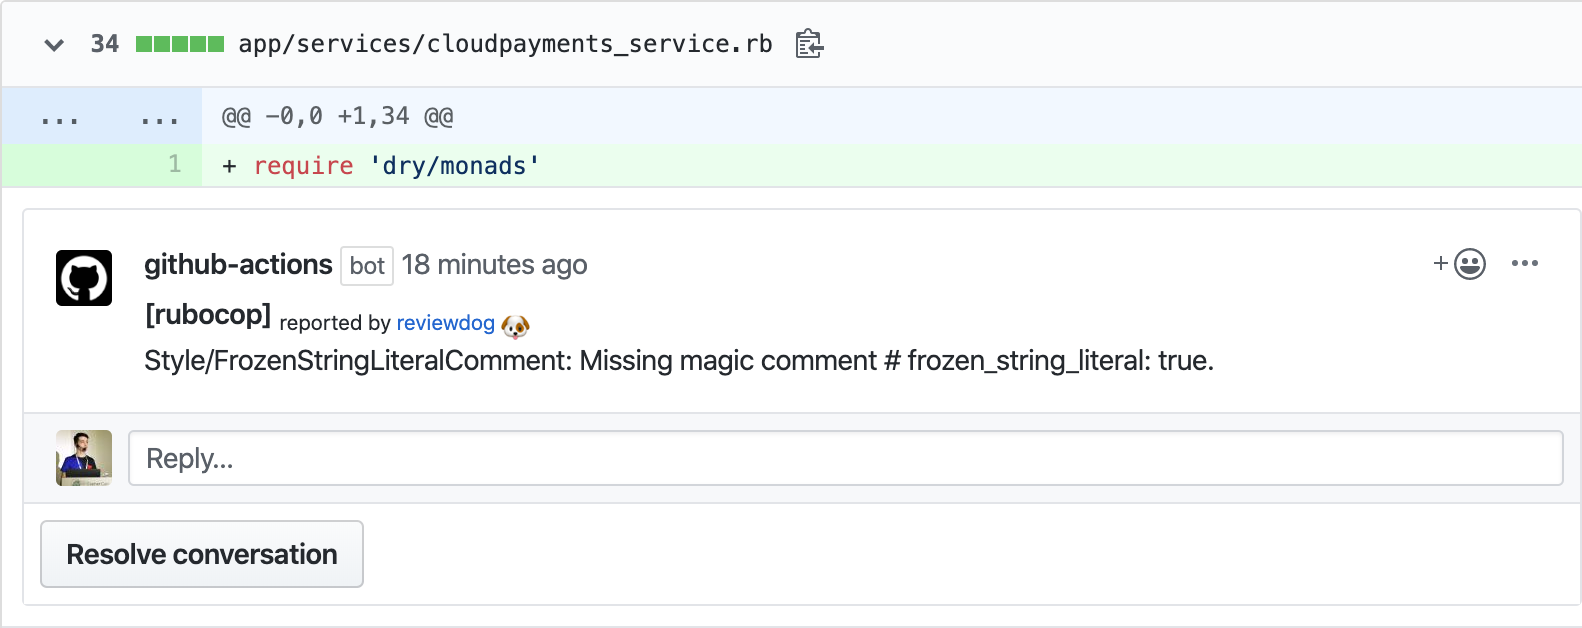 34 app/services/cloudpayments_service.rb
... ... @@ -0,0 +1,34 @@
1 + require 'dry/monads'
github-actions bot 18 minutes ago
[rubocop] reported by reviewdog 🐶
Style/FrozenStringLiteralComment: Missing magic comment # frozen_string_literal: true.
Reply...
Resolve conversation